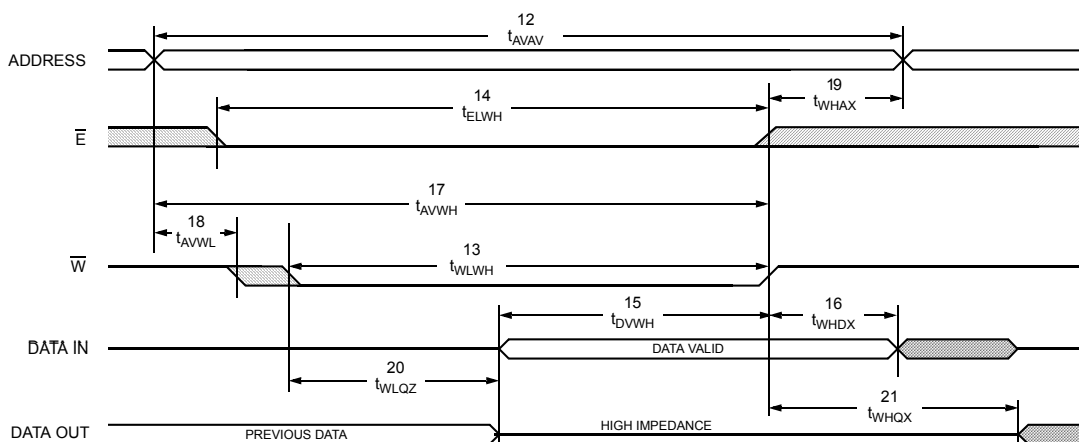 12
tAVAV
ADDRESS
14
tELWH
19
tWHAX
E
17
tAVWH
18
tAVWL
13
tWLWH
W
15
tDVWH
16
tWHDX
DATA IN
DATA VALID
20
tWLQZ
21
tWHQX
DATA OUT
PREVIOUS DATA
HIGH IMPEDANCE